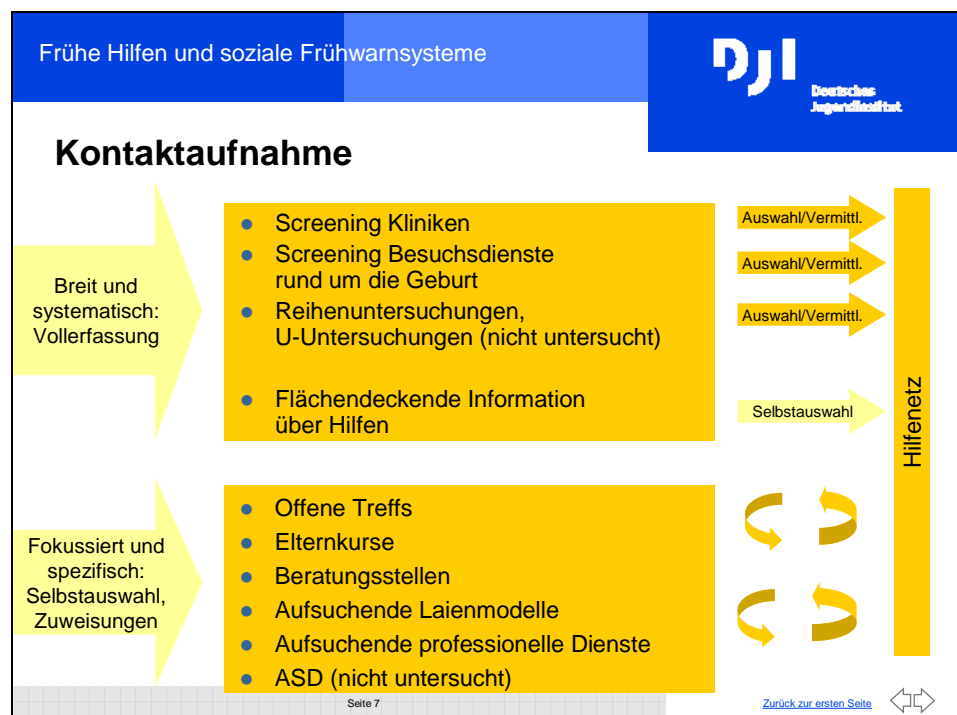 Frühe Hilfen und soziale Frühwarnsysteme
DJI
Deutsches
Jugendinstitut
Kontaktaufnahme
Breit und
systematisch:
Vollerfassung
Screening Kliniken
Screening Besuchsdienste
rund um die Geburt
Reihenuntersuchungen,
U-Untersuchungen (nicht untersucht)
Flächendeckende Information
über Hilfen
Auswahl/Vermittl.
Auswahl/Vermittl.
Auswahl/Vermittl.
Selbstauswahl
Hilfenetz
Fokussiert und
spezifisch:
Selbstauswahl,
Zuweisungen
Offene Treffs
Elternkurse
Beratungsstellen
Aufsuchende Laienmodelle
Aufsuchende professionelle Dienste
ASD (nicht untersucht)
Seite 7
Zurück zur ersten Seite